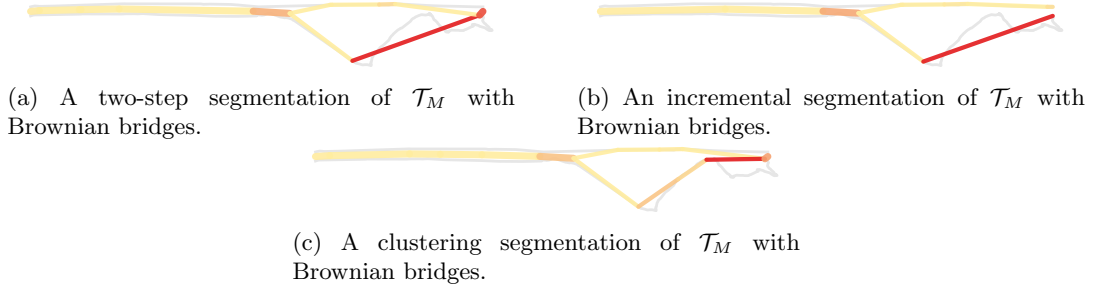 (a) A two-step segmentation of 𝒯_M with
Brownian bridges.
(b) An incremental segmentation of 𝒯_M with
Brownian bridges.
(c) A clustering segmentation of 𝒯_M with
Brownian bridges.